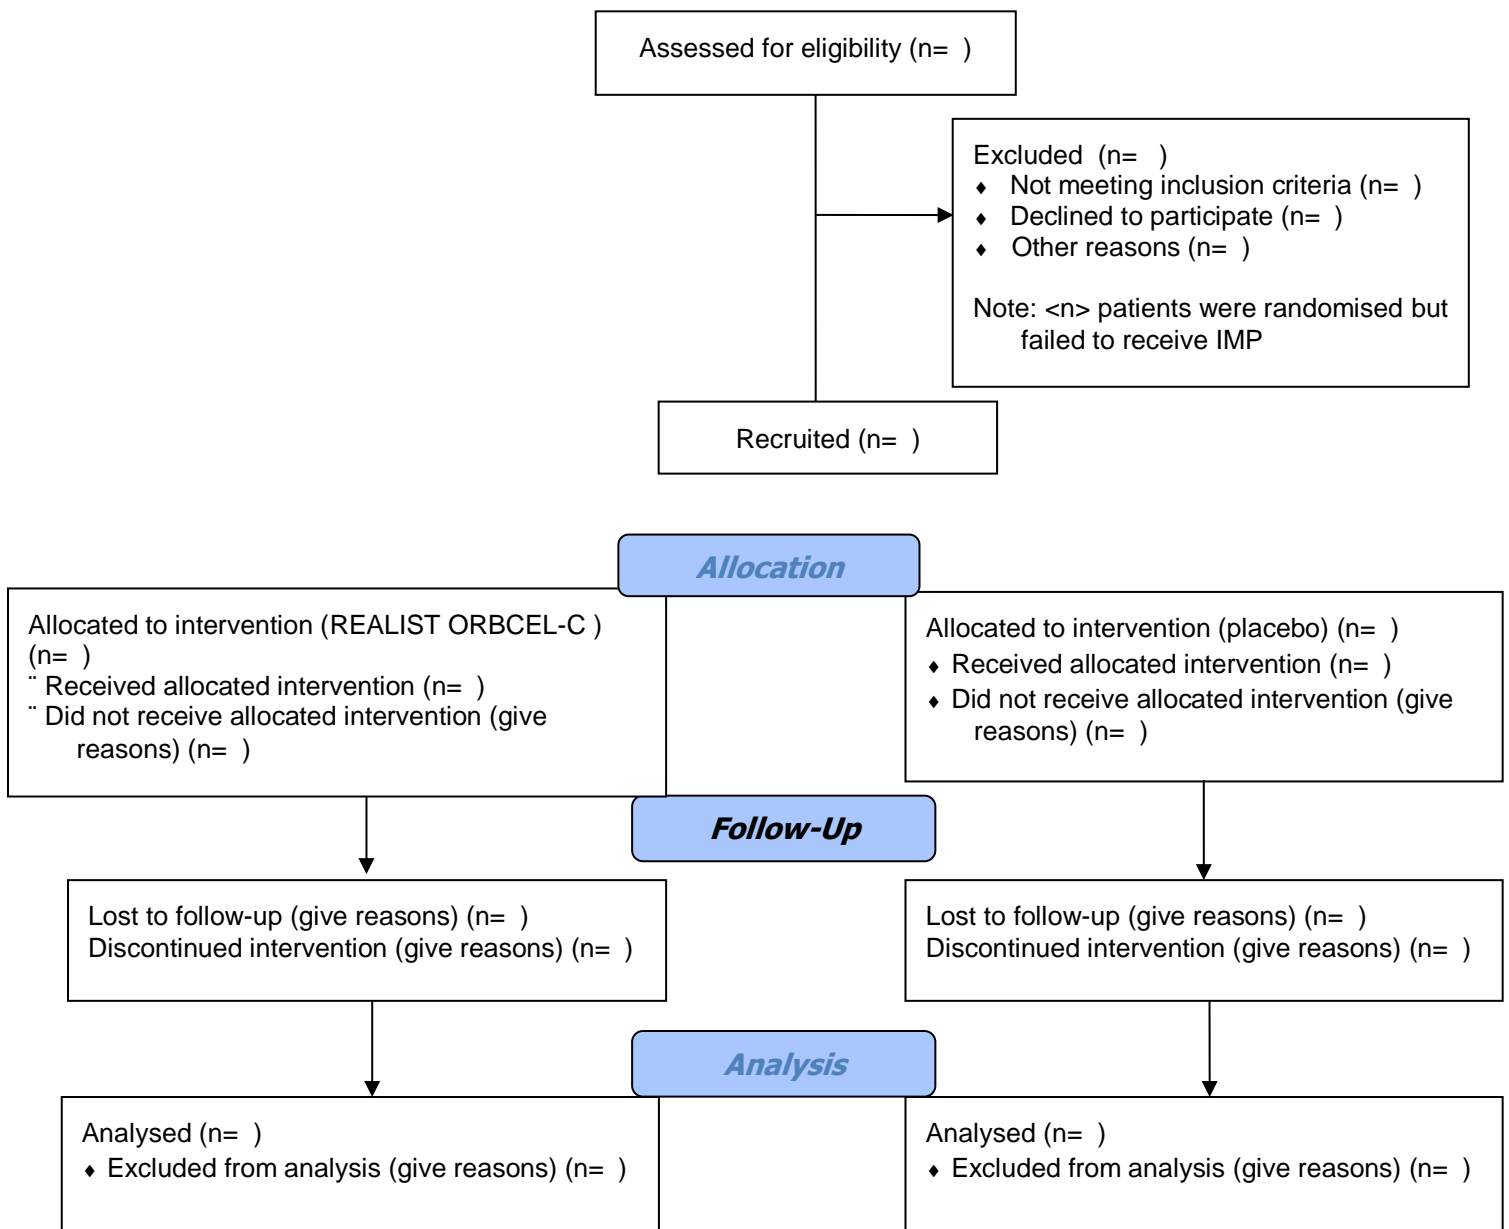 Assessed for eligibility (n=  )
Excluded  (n=   )
♦ Not meeting inclusion criteria (n=  )
♦ Declined to participate (n=  )
♦ Other reasons (n=  )
Note: <n> patients were randomised but
failed to receive IMP
Recruited (n=  )
Allocation
Allocated to intervention (REALIST ORBCEL-C )
(n=  )
¨ Received allocated intervention (n=  )
¨ Did not receive allocated intervention (give
reasons) (n=  )
Allocated to intervention (placebo) (n=  )
♦ Received allocated intervention (n=  )
♦ Did not receive allocated intervention (give
reasons) (n=  )
Follow-Up
Lost to follow-up (give reasons) (n=  )
Discontinued intervention (give reasons) (n=  )
Lost to follow-up (give reasons) (n=  )
Discontinued intervention (give reasons) (n=  )
Analysis
Analysed (n=  )
♦ Excluded from analysis (give reasons) (n=  )
Analysed (n=  )
♦ Excluded from analysis (give reasons) (n=  )